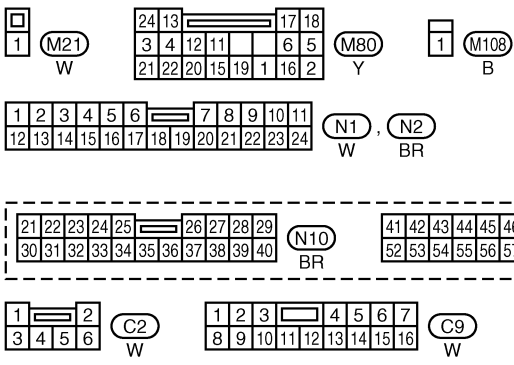 24 13 17 18
1 M21 3 4 12 11 6 5 M80 1 M108
W 21 22 20 15 19 1 16 2 Y B
1 2 3 4 5 6 7 8 9 10 11
12 13 14 15 16 17 18 19 20 21 22 23 24 N1 , N2
W BR
21 22 23 24 25 26 27 28 29 41 42 43 44 45
30 31 32 33 34 35 36 37 38 39 40 N10 52 53 54 55 56
BR
1 2 C2 1 2 3 4 5 6 7 C9
3 4 5 6 8 9 10 11 12 13 14 15 16
W W